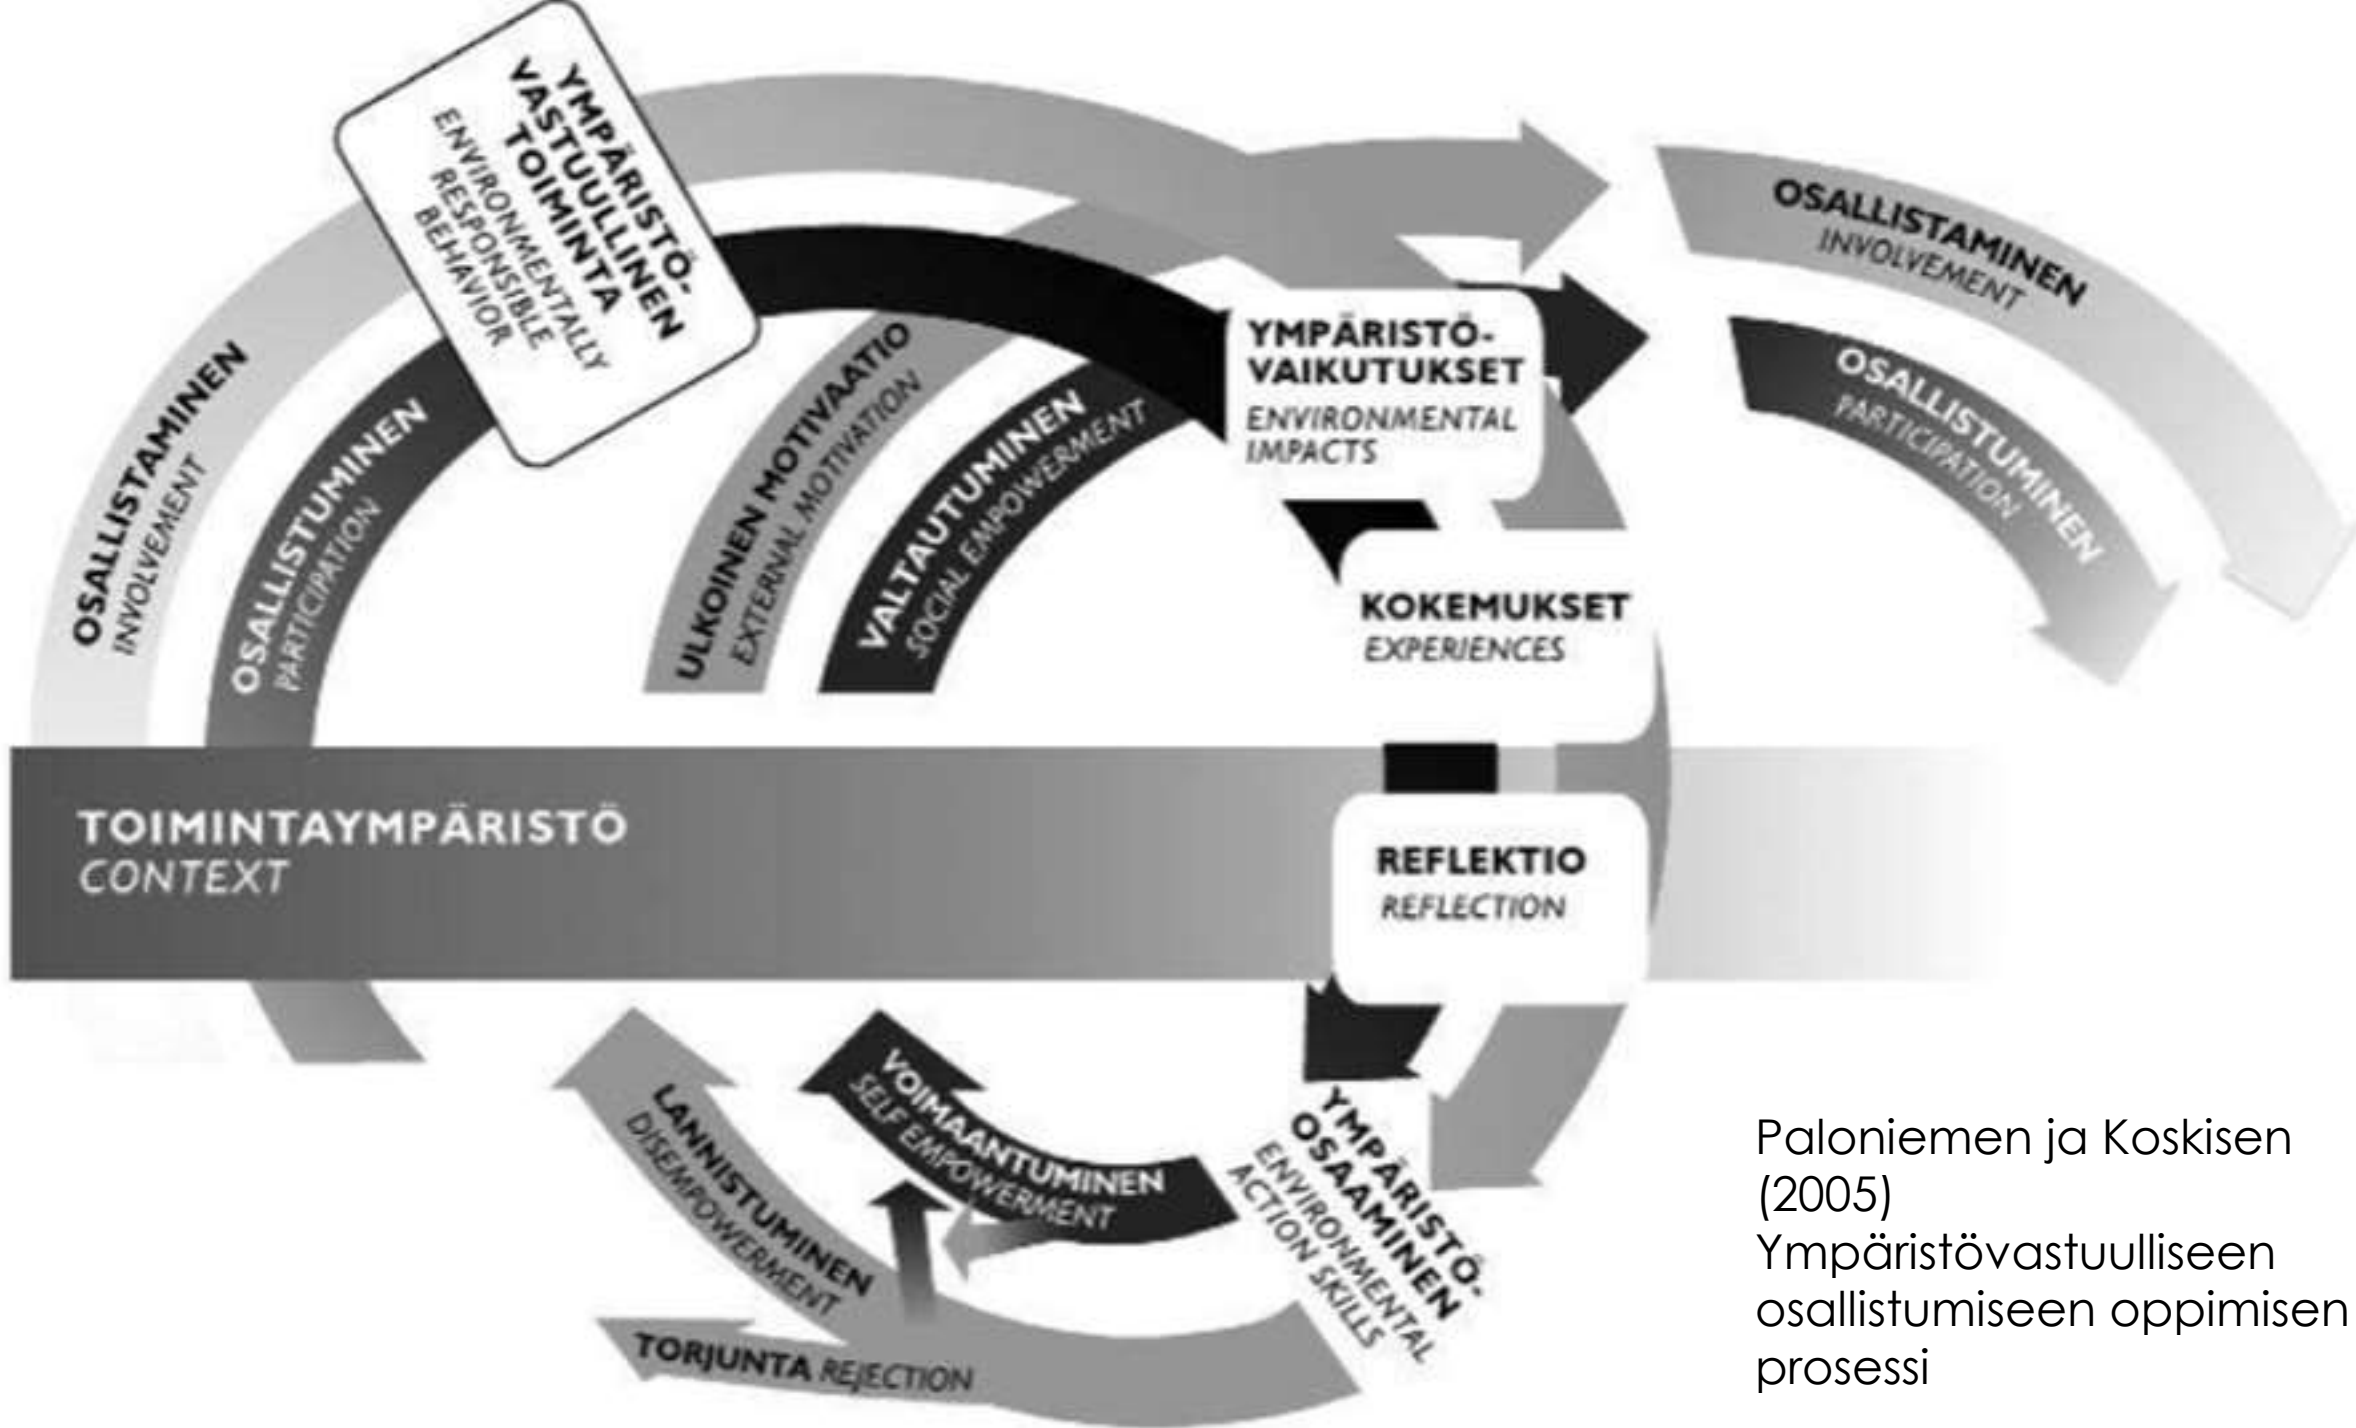 YMPÄRISTÖ-
VASTUULLINEN
TOIMINTA
ENVIRONMENTALLY
RESPONSIBLE
BEHAVIOR
OSALLISTAMINEN
INVOLVEMENT
OSALLISTUMINEN
PARTICIPATION
ULKOINEN MOTIVAATIO
EXTERNAL MOTIVATION
VALTAUTUMINEN
SOCIAL EMPOWERMENT
YMPÄRISTÖ-
VAIKUTUKSET
ENVIRONMENTAL
IMPACTS
OSALLISTAMINEN
INVOLVEMENT
OSALLISTUMINEN
PARTICIPATION
KOKEMUKSET
EXPERIENCES
TOIMINTAYMPÄRISTÖ
CONTEXT
REFLEKTIO
REFLECTION
YMPÄRISTÖ-
OSAAMINEN
ENVIRONMENTAL
ACTION SKILLS
VOIMAANTUMINEN
SELF EMPOWERMENT
LANNISTUMINEN
DISEMPOWERMENT
TORJUNTA REJECTION
Paloniemen ja Koskisen
(2005)
Ympäristövastuulliseen
osallistumiseen oppimisen
prosessi